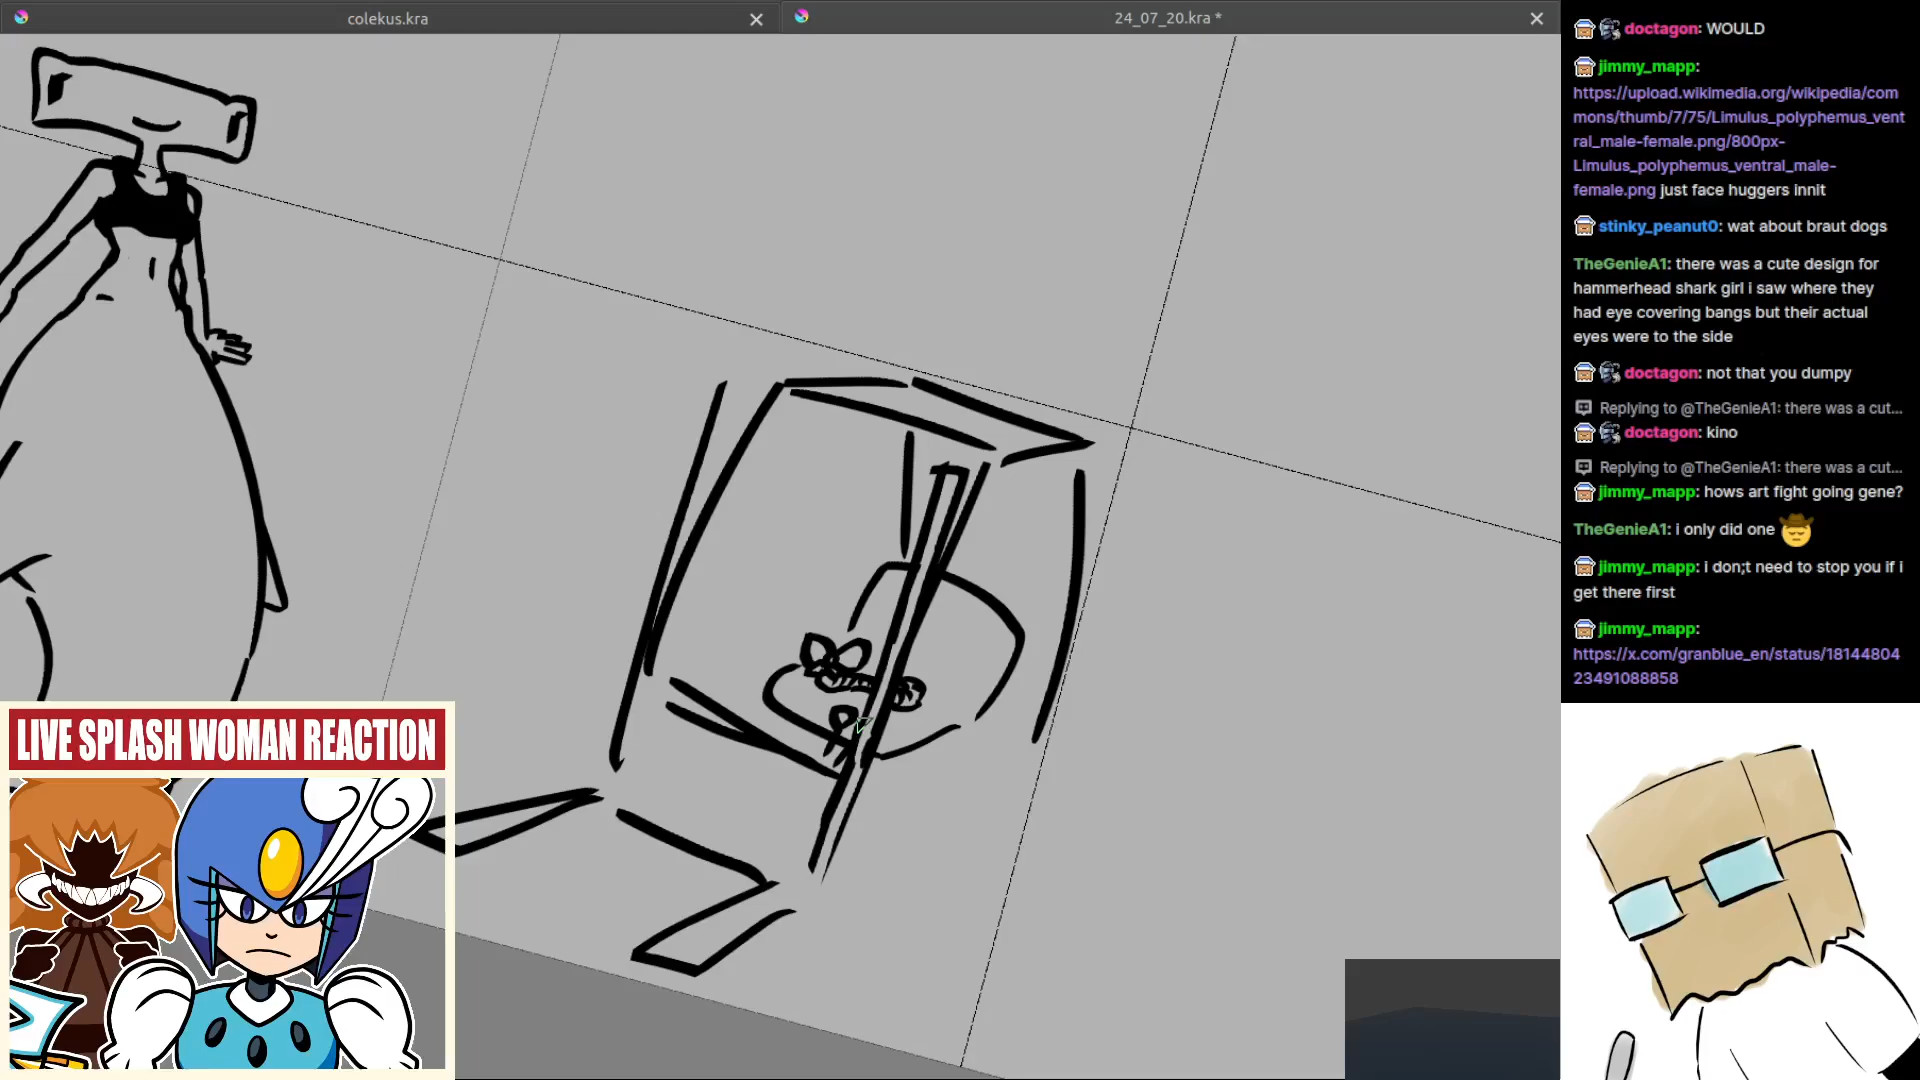 colekus.kra
24_07_20.kra *
doctagon: WOULD
jimmy_mapp:
https://upload.wikimedia.org/wikipedia/com
mons/thumb/7/75/Limulus_polyphemus_vent
ral_male-female.png/800px-
Limulus_polyphemus_ventral_male-
female.png just face huggers innit
stinky_peanut0: wat about braut dogs
TheGenieA1: there was a cute design for
hammerhead shark girl i saw where they
had eye covering bangs but their actual
eyes were to the side
doctagon: not that you dumpy
Replying to @TheGenieA1: there was a cut...
doctagon: kino
Replying to @TheGenieA1: there was a cut...
jimmy_mapp: hows art fight going gene?
TheGenieA1: i only did one
jimmy_mapp: i don;t need to stop you if i
get there first
jimmy_mapp:
https://x.com/granblue_en/status/18144804
23491088858
LIVE SPLASH WOMAN REACTION